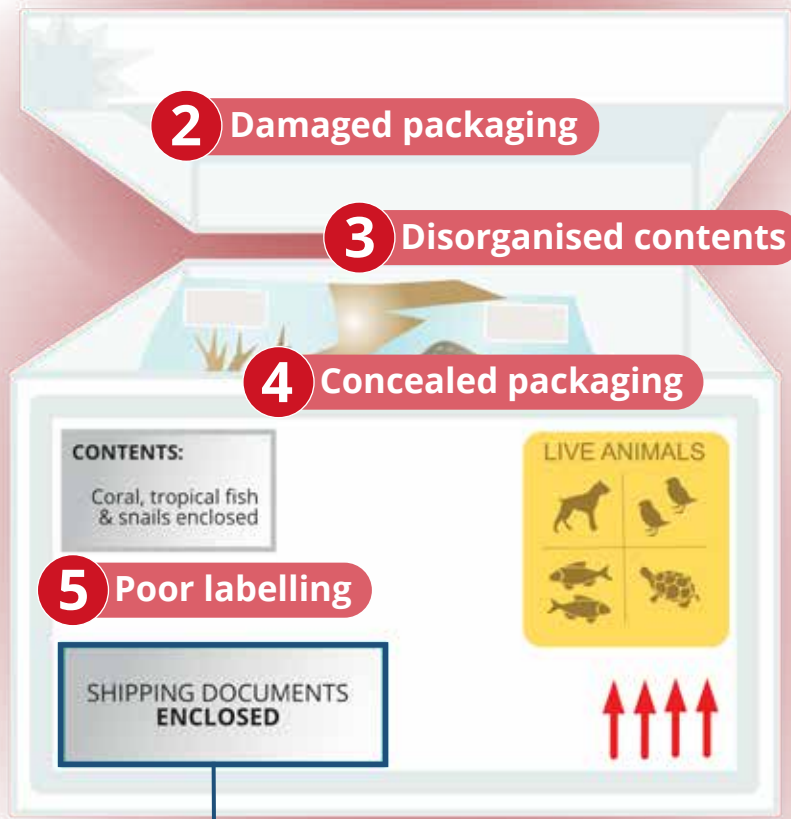 2 Damaged packaging
3 Disorganised contents
4 Concealed packaging
CONTENTS:
Coral, tropical fish
& snails enclosed
LIVE ANIMALS
5 Poor labelling
SHIPPING DOCUMENTS
ENCLOSED